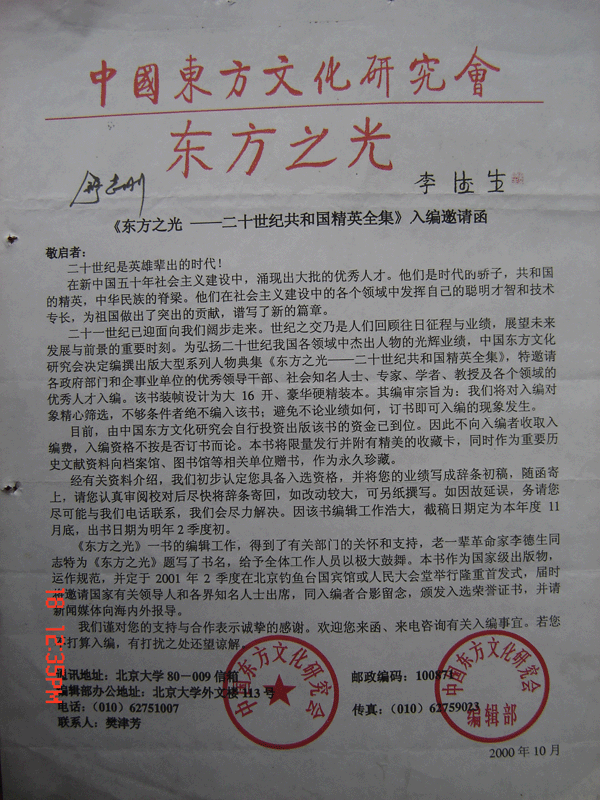 中國東方文化研究會
东方之光
李德生
《东方之光 ——二十世纪共和国精英全集》入编邀请函
敬启者：
二十世纪是英雄辈出的时代！
在新中国五十年社会主义建设中，涌现出大批的优秀人才。他们是时代的骄子，共和国
的精英，中华民族的脊梁。他们在社会主义建设中的各个领域中发挥自己的聪明才智和技术
专长，为祖国做出了突出的贡献，谱写了新的篇章。
二十一世纪已迎面向我们阔步走来。世纪之交乃是人们回顾往日征程与业绩，展望未来
发展与前景的重要时刻。为弘扬二十世纪我国各领域中杰出人物的光辉业绩，中国东方文化
研究会决定编撰出版大型系列人物典集《东方之光——二十世纪共和国精英全集》，特邀请
各政府部门和企事业单位的优秀领导干部、社会知名人士、专家、学者、教授及各个领域的
优秀人才入编。该书装帧设计为大 16 开、豪华硬精装本。其编审宗旨为：我们将对入编对
象精心筛选，不够条件者绝不编入该书；避免不论业绩如何，订书即可入编的现象发生。
目前，由中国东方文化研究会自行投资出版该书的资金已到位。因此不向入编者收取入
编费，入编资格不按是否订书而论。本书将限量发行并附有精美的收藏卡，同时作为重要历
史文献资料向档案馆、图书馆等相关单位赠书，作为永久珍藏。
经有关资料介绍，我们初步认定您具备入选资格，并将您的业绩写成辞条初稿，随函寄
上，请您认真审阅校对后尽快将辞条寄回，如改动较大，可另纸撰写。如因故延误，务请您
尽可能与我们电话联系，我们会尽力解决。因该书编辑工作浩大，截稿日期定为本年度 11
月底，出书日期为明年 2 季度初。
《东方之光》一书的编辑工作，得到了有关部门的关怀和支持，老一辈革命家李德生同
志特为《东方之光》题写了书名，给予全体工作人员以极大鼓舞。本书作为国家级出版物，
运作规范，并定于 2001 年 2 季度在北京钓鱼台国宾馆或人民大会堂举行隆重首发式，届时
将邀请国家有关领导人和各界知名人士出席，同入编者合影留念，颁发入选荣誉证书，并请
新闻媒体向海内外报导。
我们谨对您的支持与合作表示诚挚的感谢。欢迎您来函、来电咨询有关入编事宜。若您
不打算入编，有打扰之处还望谅解。
通讯地址：北京大学 80－009 信箱 邮政编码：100871
编辑部办公地址：北京大学外文楼 113 号
电话：（010）62751007 传真：（010）62759023
联系人：樊津芳
中国东方文化研究会
中国东方文化研究会
编辑部
2000 年 10 月
18 12:35PM